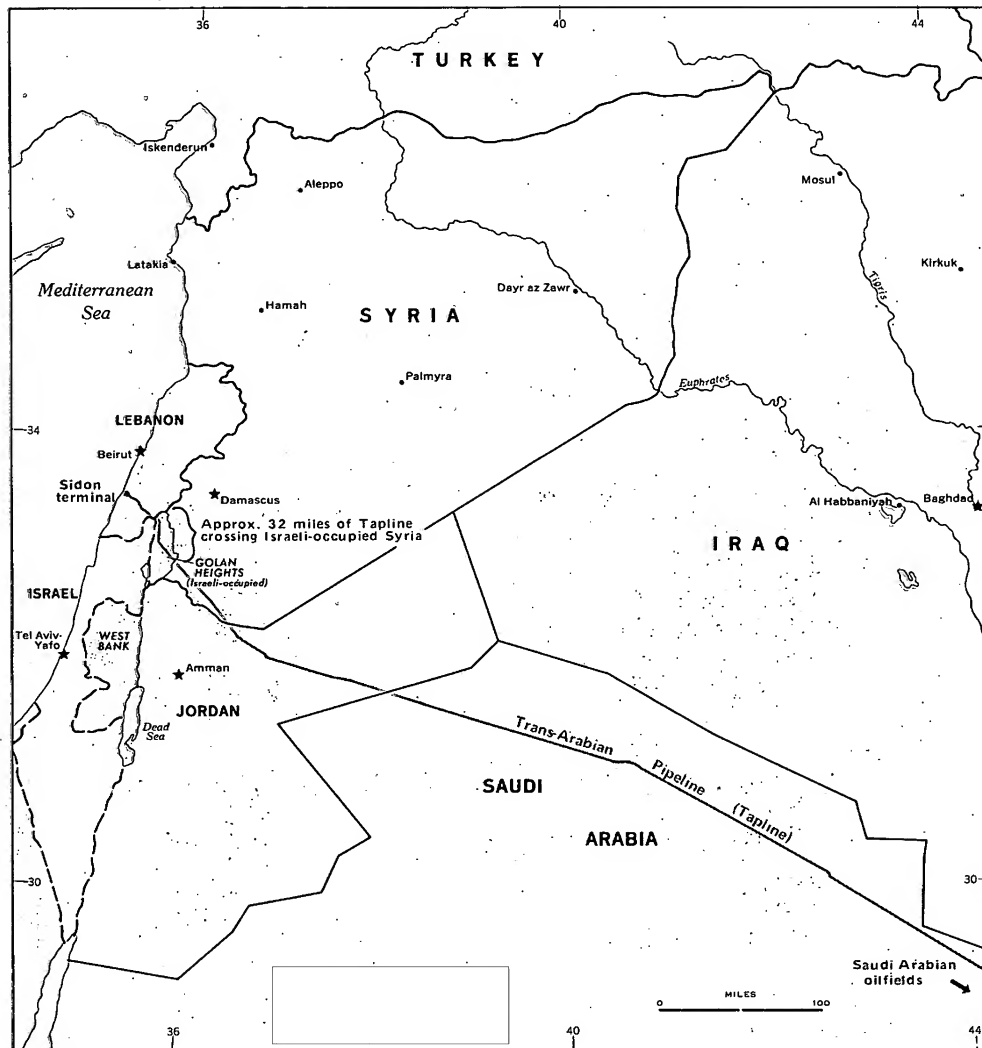 36
40
44
TURKEY
Iskenderun
Aleppo
Mosul
Latakia
Kirkuk
Tigris
Mediterranean
Sea
Hamah
SYRIA
Dayr az Zawr
Palmyra
Euphrates
34
LEBANON
Beirut
Sidon
terminal
Damascus
Al Habbaniyah
Baghdad
Approx. 32 miles of Tapline
crossing Israeli-occupied Syria
IRAQ
GOLAN
HEIGHTS
(Israeli-occupied)
ISRAEL
Tel Aviv-
Yafo
WEST
BANK
Amman
JORDAN
Dead
Sea
Trans-Arabian Pipeline (Tapline)
SAUDI
ARABIA
30
30
Saudi Arabian
oilfields
MILES
0 100
36
40
44